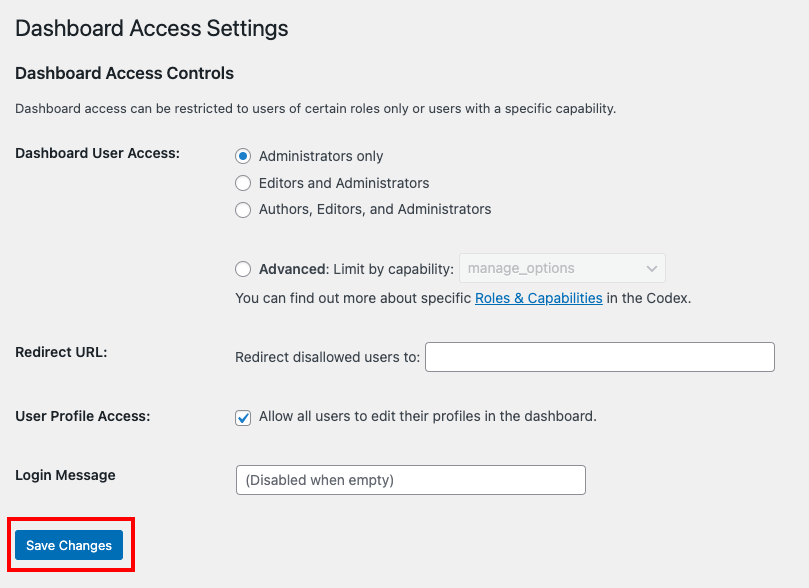 Dashboard Access Settings
Dashboard Access Controls
Dashboard access can be restricted to users of certain roles only or users with a specific capability.
Dashboard User Access:
Administrators only
Editors and Administrators
Authors, Editors, and Administrators
Advanced: Limit by capability: manage_options
You can find out more about specific Roles & Capabilities in the Codex.
Redirect URL:
Redirect disallowed users to:
User Profile Access:
Allow all users to edit their profiles in the dashboard.
Login Message
(Disabled when empty)
Save Changes